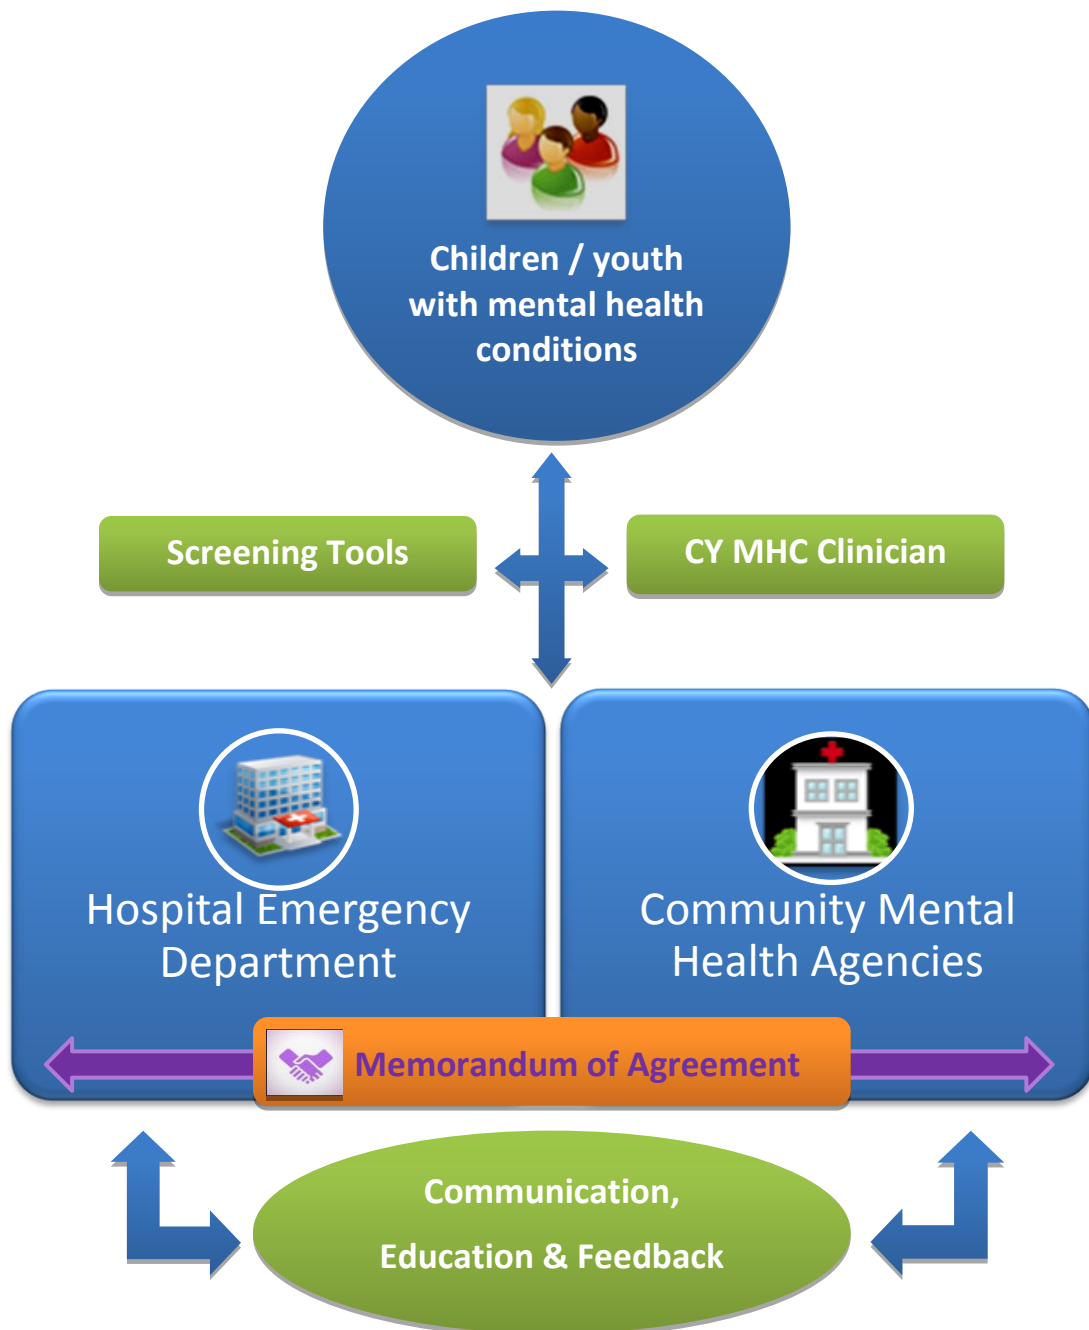 Children / youth
with mental health
conditions
Screening Tools
CY MHC Clinician
Hospital Emergency
Department
Community Mental
Health Agencies
Memorandum of Agreement
Communication,
Education & Feedback